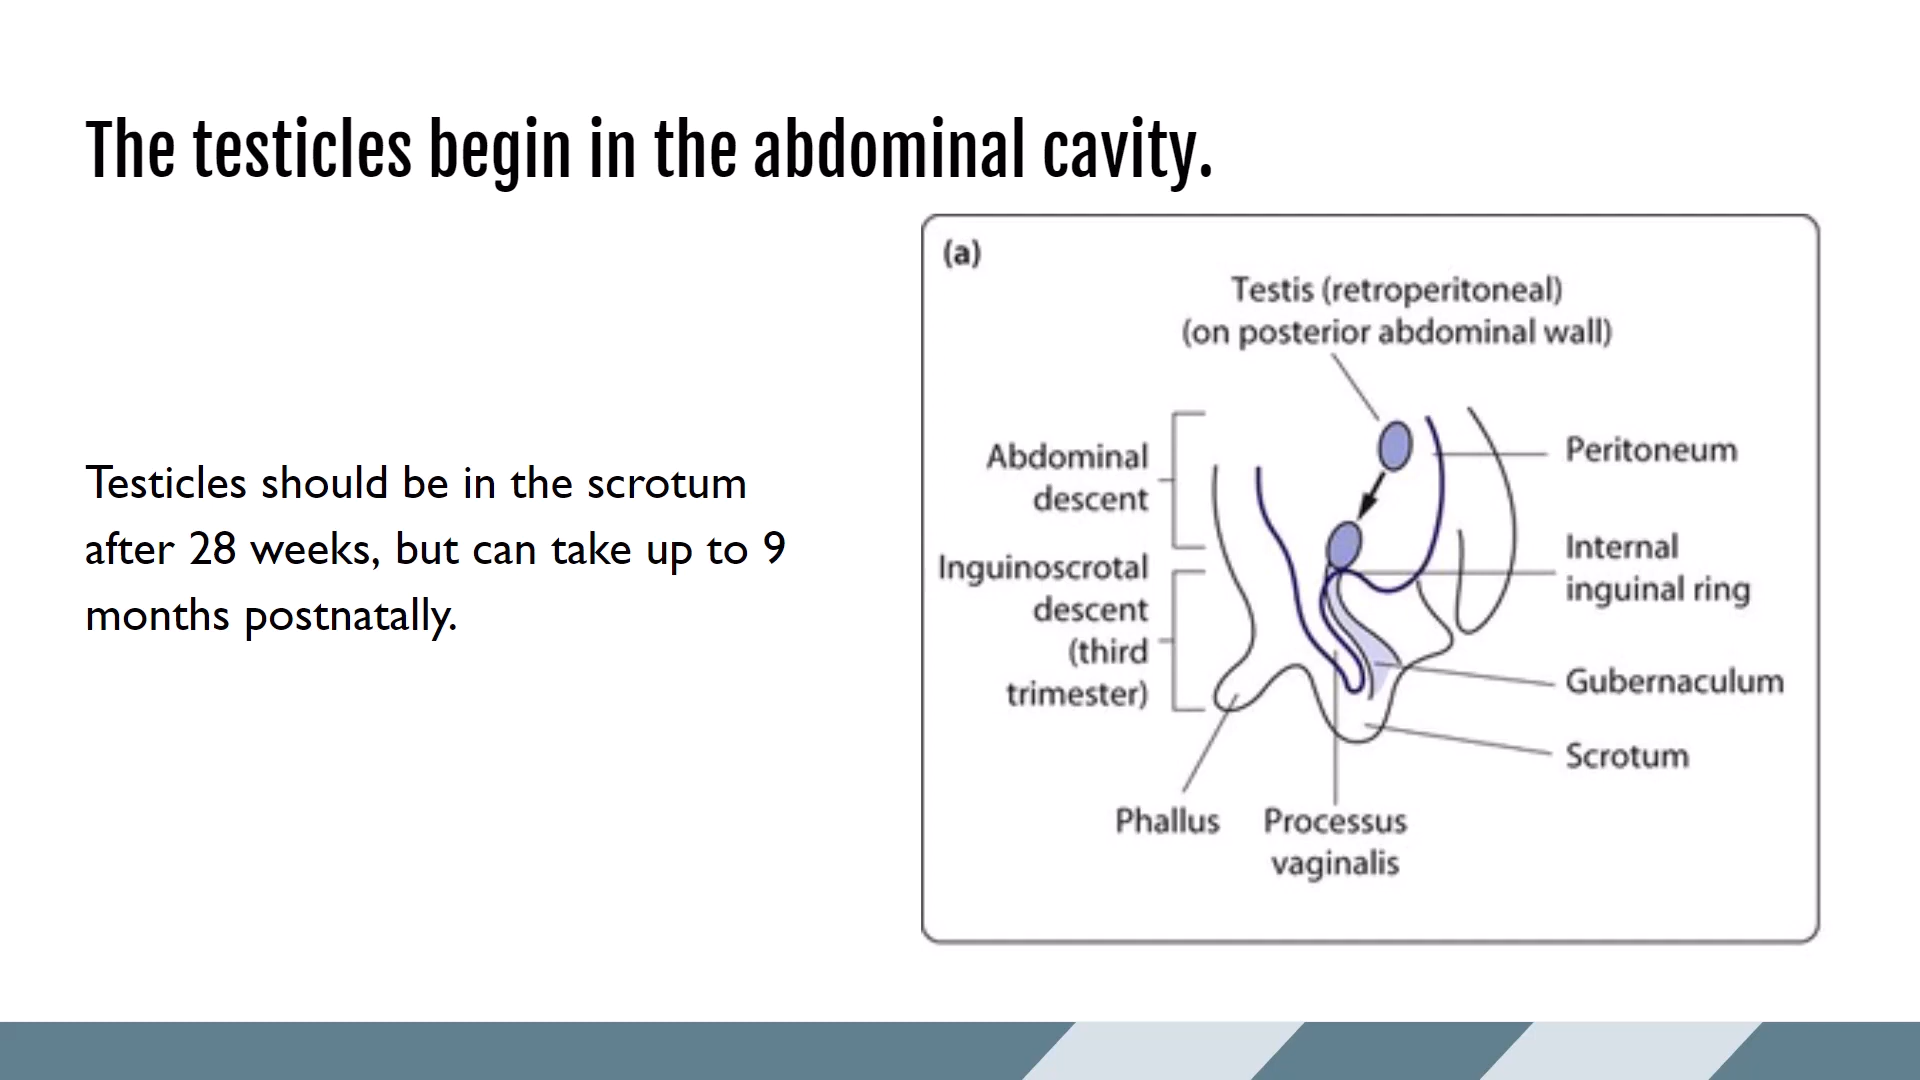 The testicles begin in the abdominal cavity.
Testicles should be in the scrotum
after 28 weeks, but can take up to 9
months postnatally.
(a)
Testis (retroperitoneal)
(on posterior abdominal wall)
Abdominal
descent
Inguinoscrotal
descent
(third
trimester)
Peritoneum
Internal
inguinal ring
Gubernaculum
Scrotum
Phallus
Processus
vaginalis